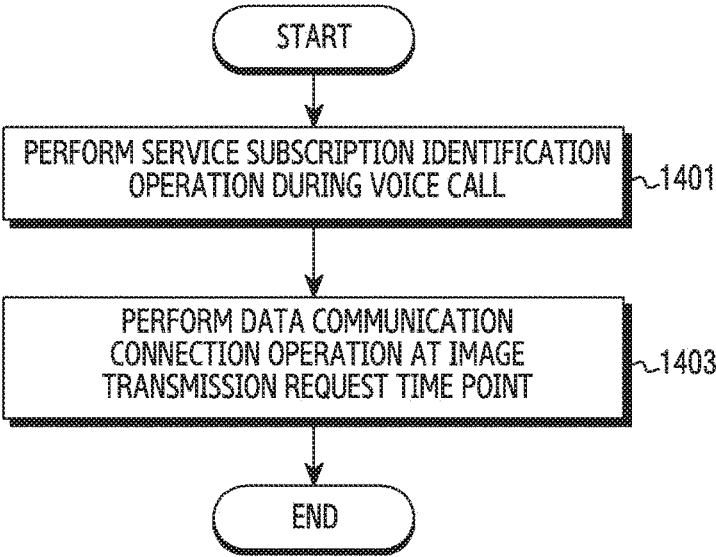 START
PERFORM SERVICE SUBSCRIPTION IDENTIFICATION
OPERATION DURING VOICE CALL
1401
PERFORM DATA COMMUNICATION
CONNECTION OPERATION AT IMAGE
TRANSMISSION REQUEST TIME POINT
1403
END